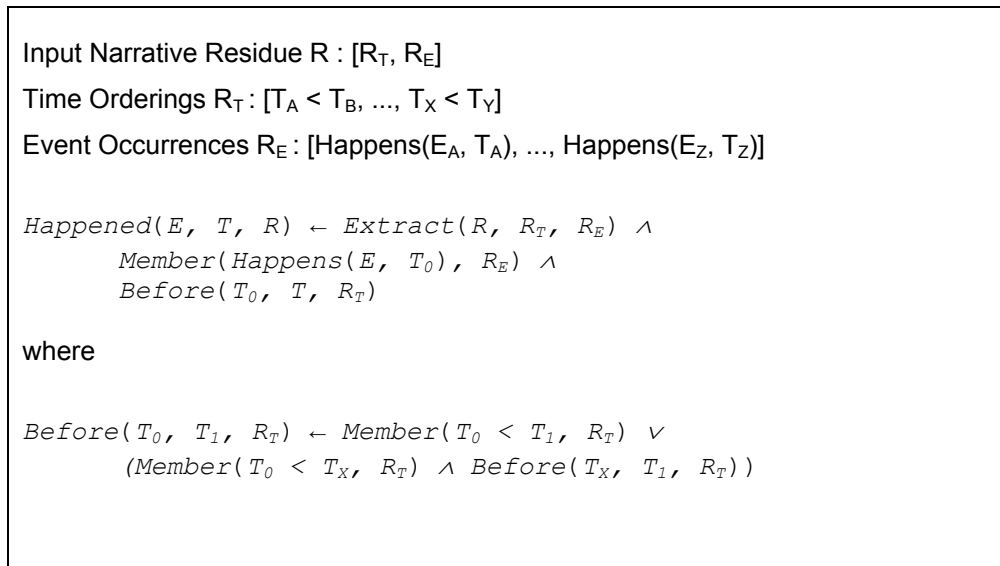 Input Narrative Residue R : [R_T, R_E]
Time Orderings R_T : [T_A < T_B, ..., T_X < T_Y]
Event Occurrences R_E : [Happens(E_A, T_A), ..., Happens(E_Z, T_Z)]
Happened(E, T, R) ← Extract(R, R_T, R_E) ∧
Member(Happens(E, T_0), R_E) ∧
Before(T_0, T, R_T)
where
Before(T_0, T_1, R_T) ← Member(T_0 < T_1, R_T) ∨
(Member(T_0 < T_X, R_T) ∧ Before(T_X, T_1, R_T))